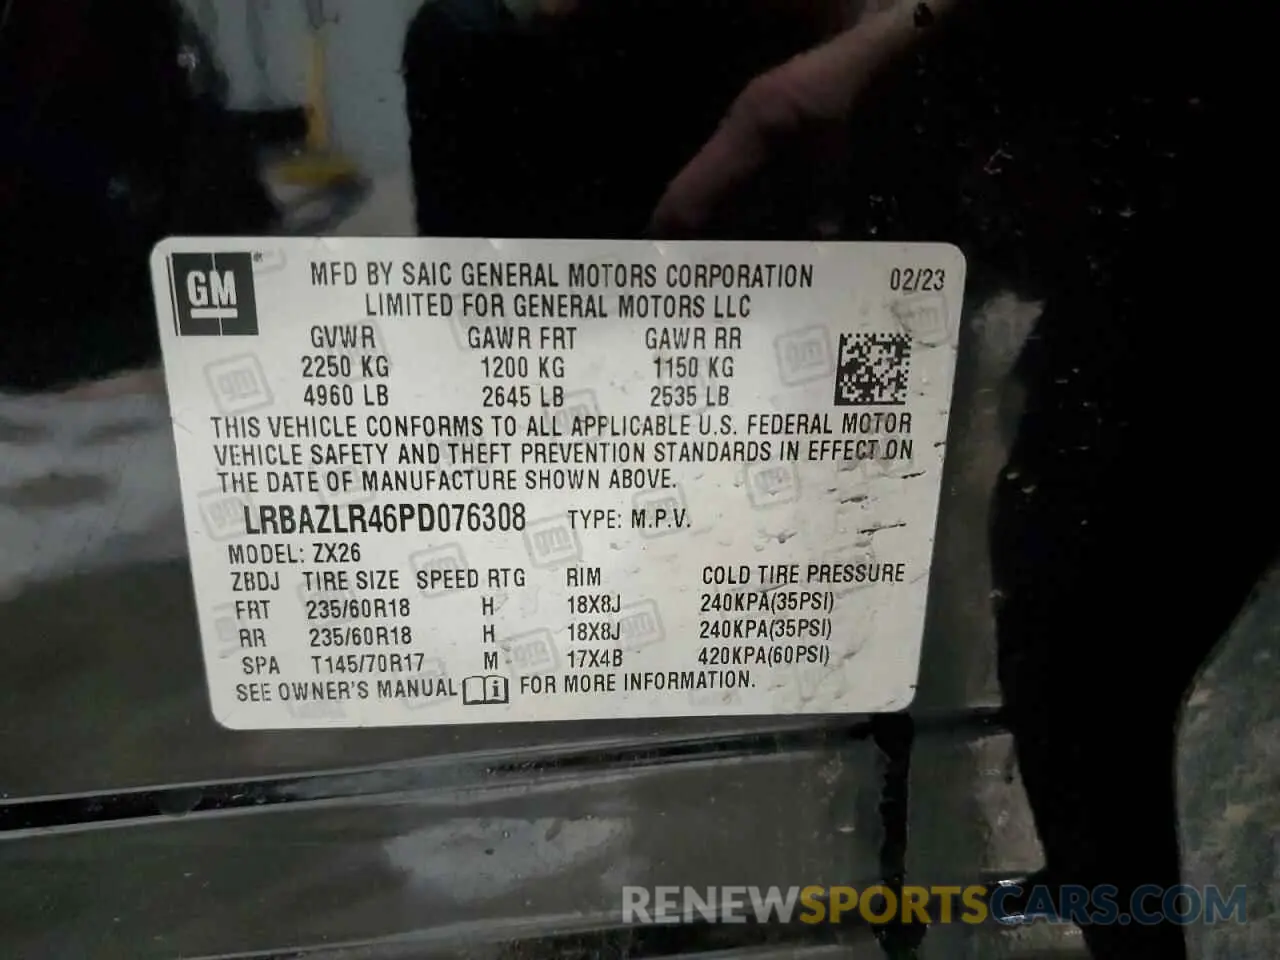 GM
MFD BY SAIC GENERAL MOTORS CORPORATION 02/23
LIMITED FOR GENERAL MOTORS LLC
GVWR GAWR FRT GAWR RR
2250 KG 1200 KG 1150 KG
4960 LB 2645 LB 2535 LB
THIS VEHICLE CONFORMS TO ALL APPLICABLE U.S. FEDERAL MOTOR
VEHICLE SAFETY AND THEFT PREVENTION STANDARDS IN EFFECT ON
THE DATE OF MANUFACTURE SHOWN ABOVE.
LRBAZLR46PD076308 TYPE: M.P.V.
MODEL: ZX26
ZBDJ TIRE SIZE SPEED RTG RIM COLD TIRE PRESSURE
FRT 235/60R18 H 18X8J 240KPA(35PSI)
RR 235/60R18 H 18X8J 240KPA(35PSI)
SPA T145/70R17 M 17X4B 420KPA(60PSI)
SEE OWNER'S MANUAL i FOR MORE INFORMATION.
RENEWSPORTSCARS.COM